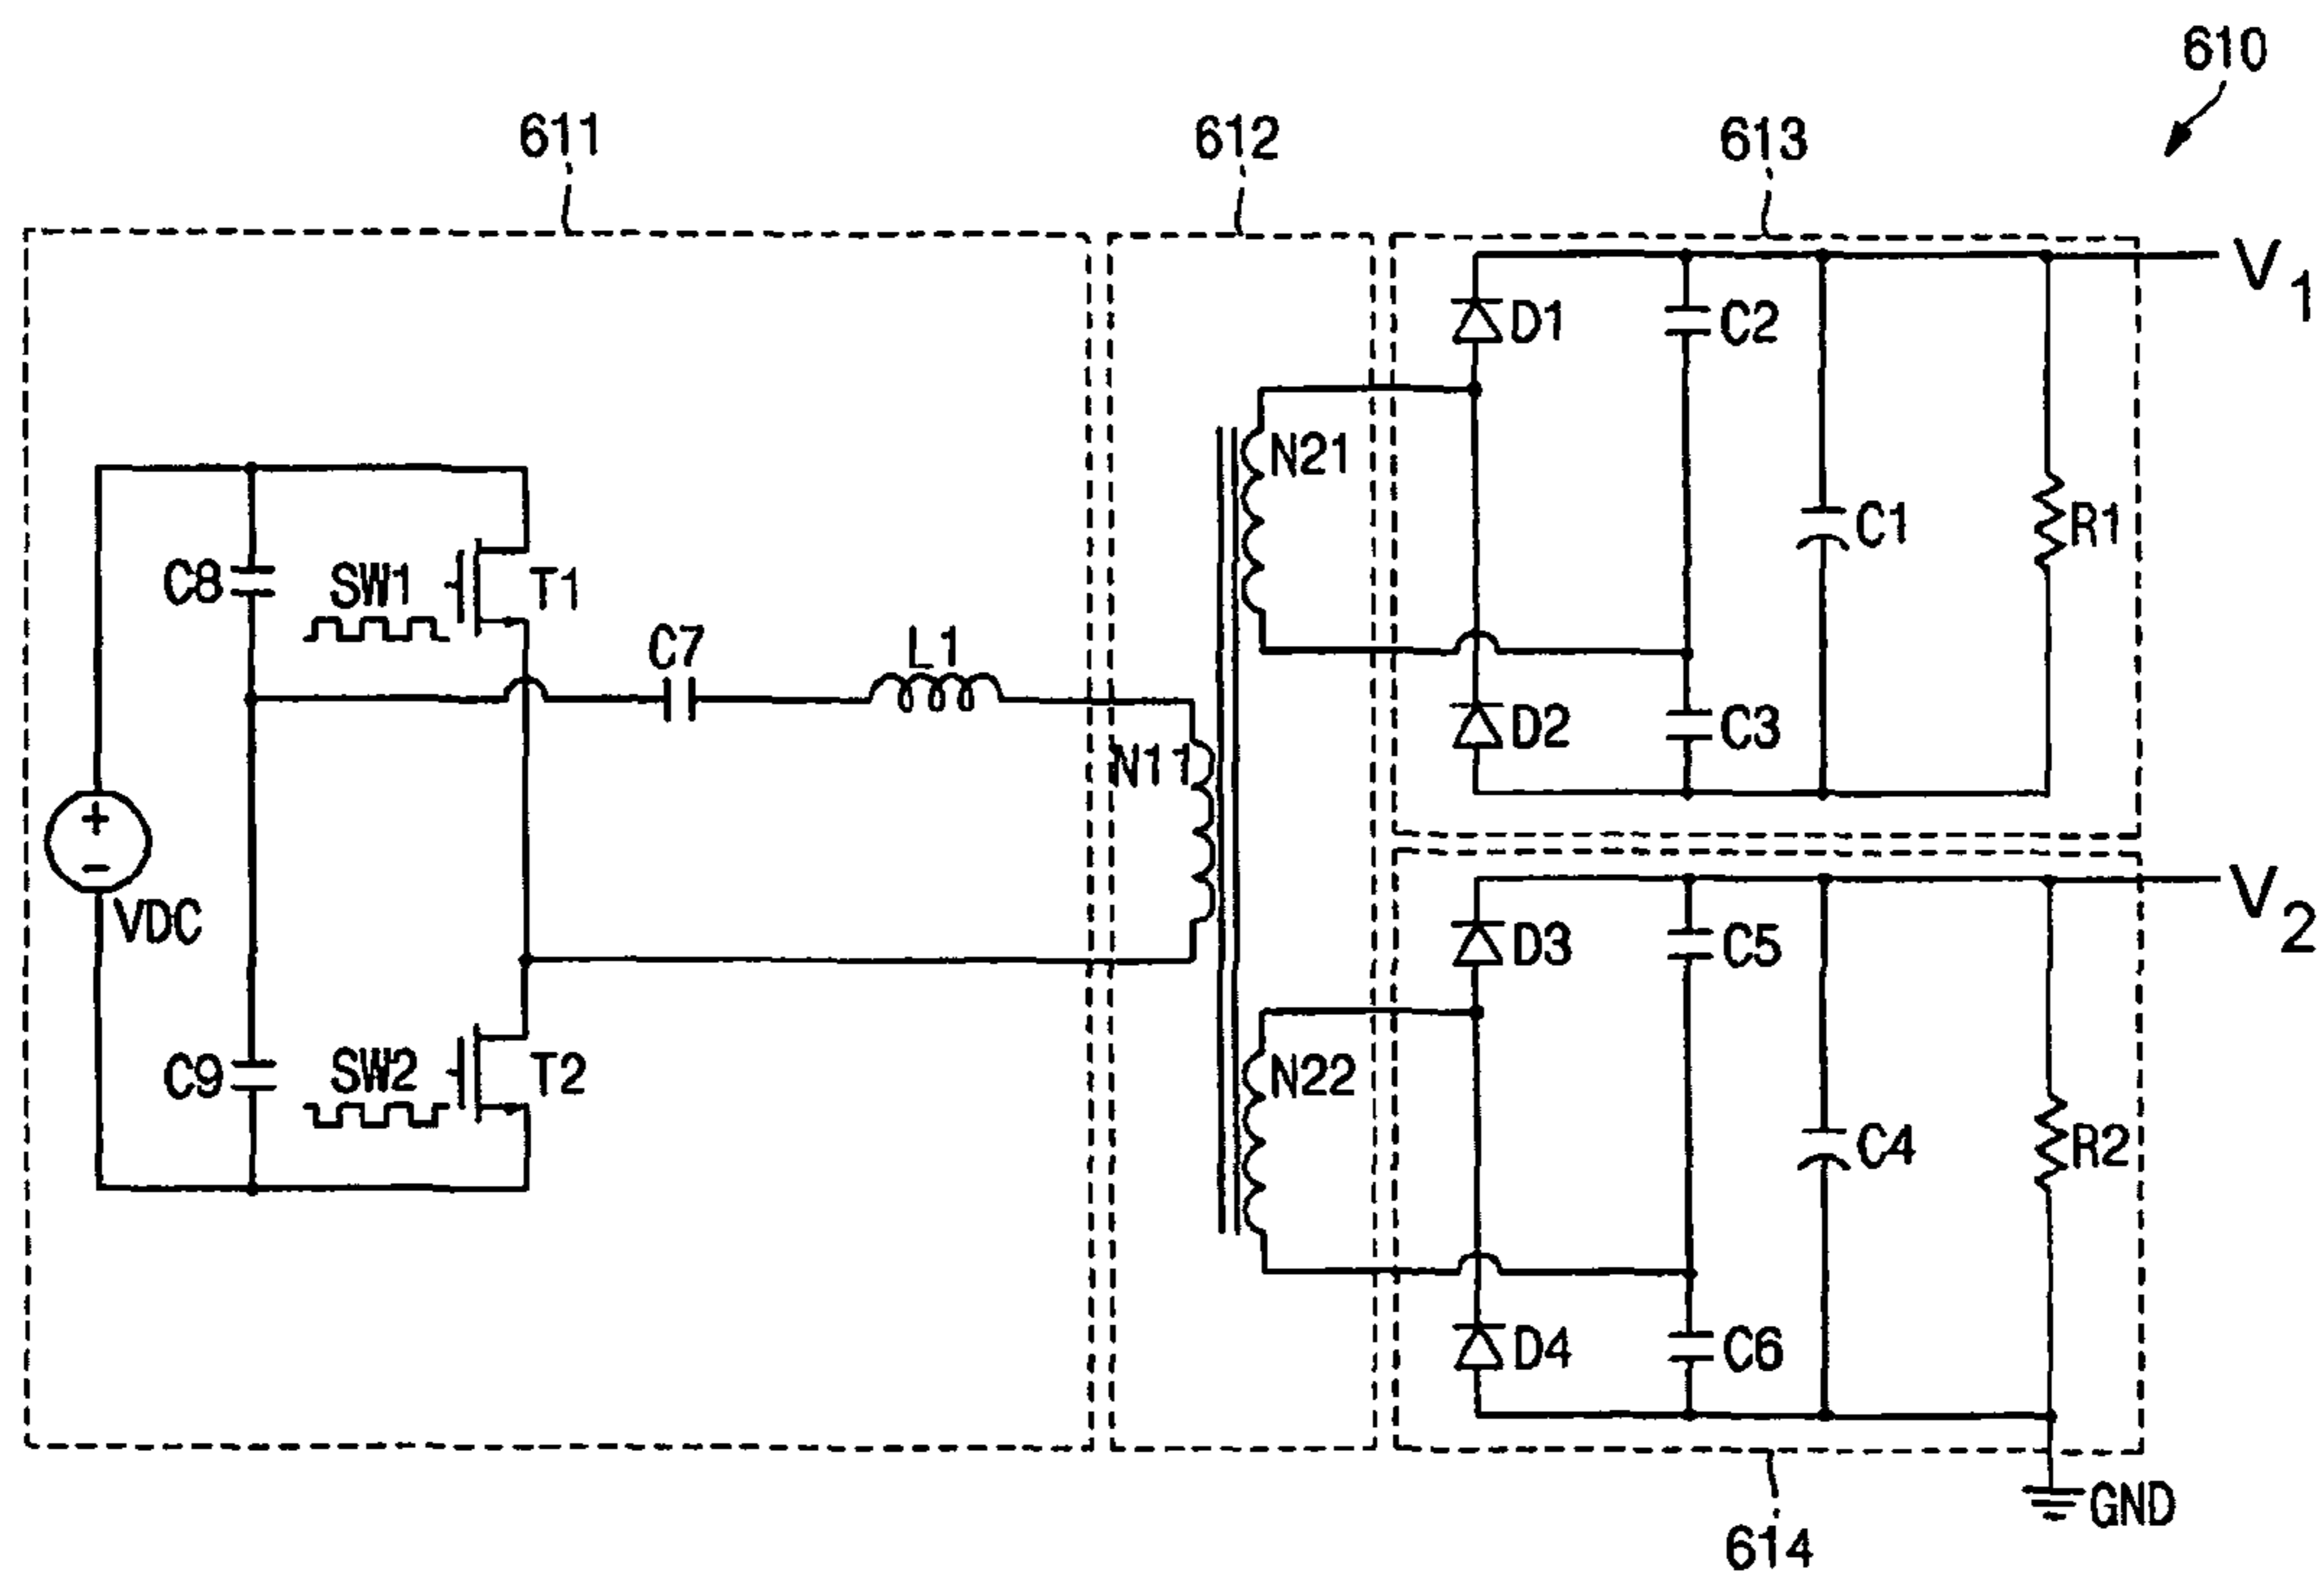 610
611
612
613
V1
D1
C2
N21
C1
R1
C8
SW1
T1
C7
L1
N11
D2
C3
+
-
VDC
V2
D3
C5
C9
SW2
T2
N22
C4
R2
D4
C6
GND
614